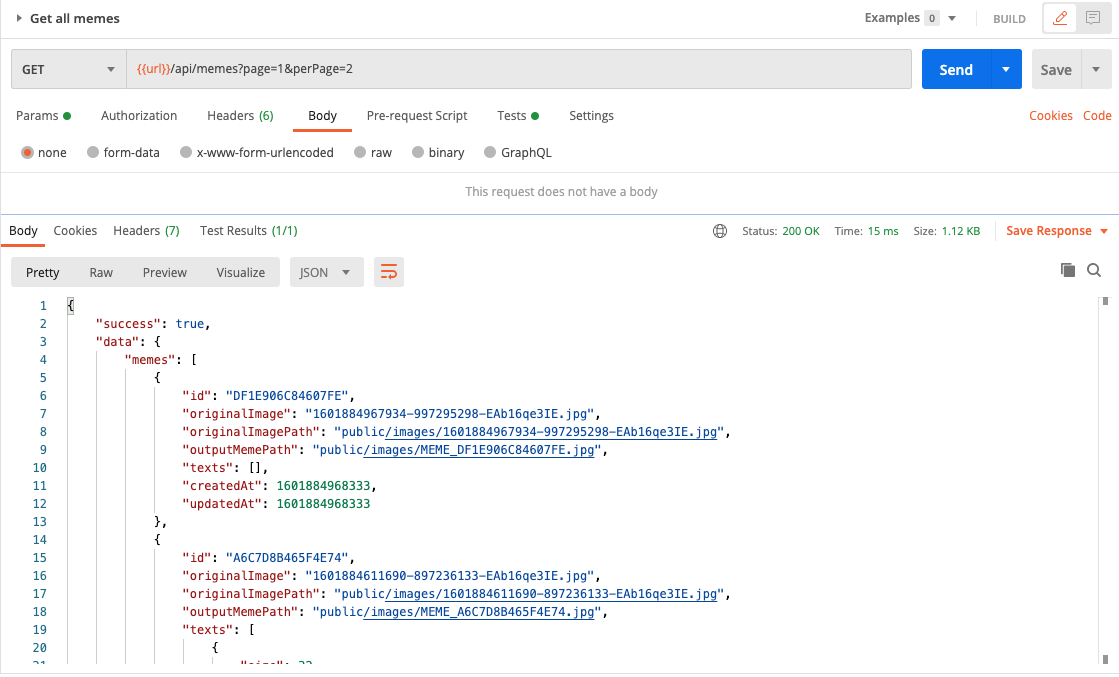 Get all memes Examples 0 BUILD
GET {{url}}/api/memes?page=1&perPage=2 Send Save
Params Authorization Headers (6) Body Pre-request Script Tests Settings Cookies Code
none form-data x-www-form-urlencoded raw binary GraphQL
This request does not have a body
Body Cookies Headers (7) Test Results (1/1) Status: 200 OK Time: 15 ms Size: 1.12 KB Save Response
Pretty Raw Preview Visualize JSON
1 {
2 "success": true,
3 "data": {
4 "memes": [
5 {
6 "id": "DF1E906C84607FE",
7 "originalImage": "1601884967934-997295298-EAb16qe3IE.jpg",
8 "originalImagePath": "public/images/1601884967934-997295298-EAb16qe3IE.jpg",
9 "outputMemePath": "public/images/MEME_DF1E906C84607FE.jpg",
10 "texts": [],
11 "createdAt": 1601884968333,
12 "updatedAt": 1601884968333
13 },
14 {
15 "id": "A6C7D8B465F4E74",
16 "originalImage": "1601884611690-897236133-EAb16qe3IE.jpg",
17 "originalImagePath": "public/images/1601884611690-897236133-EAb16qe3IE.jpg",
18 "outputMemePath": "public/images/MEME_A6C7D8B465F4E74.jpg",
19 "texts": [
20 {